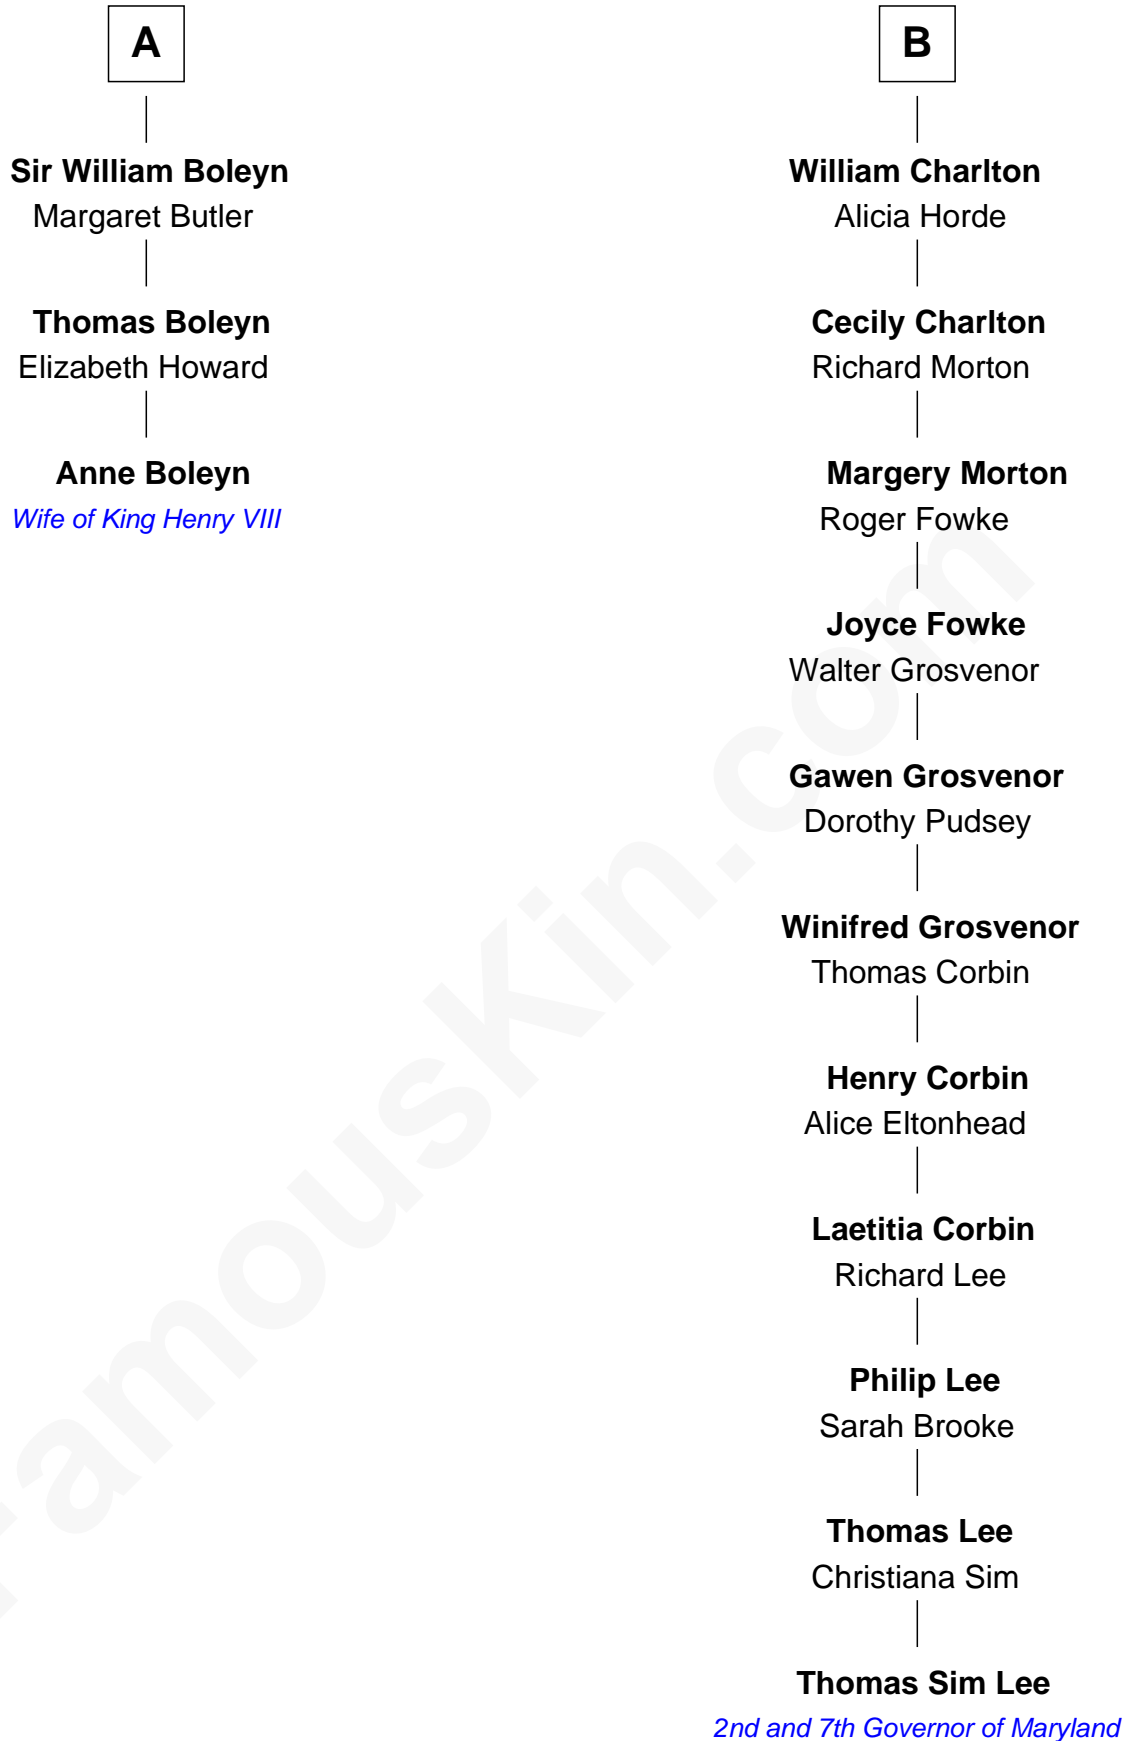 A
Sir William Boleyn
Margaret Butler
Thomas Boleyn
Elizabeth Howard
Anne Boleyn
Wife of King Henry VIII
B
William Charlton
Alicia Horde
Cecily Charlton
Richard Morton
Margery Morton
Roger Fowke
Joyce Fowke
Walter Grosvenor
Gawen Grosvenor
Dorothy Pudsey
Winifred Grosvenor
Thomas Corbin
Henry Corbin
Alice Eltonhead
Laetitia Corbin
Richard Lee
Philip Lee
Sarah Brooke
Thomas Lee
Christiana Sim
Thomas Sim Lee
2nd and 7th Governor of Maryland
FamousKin.com